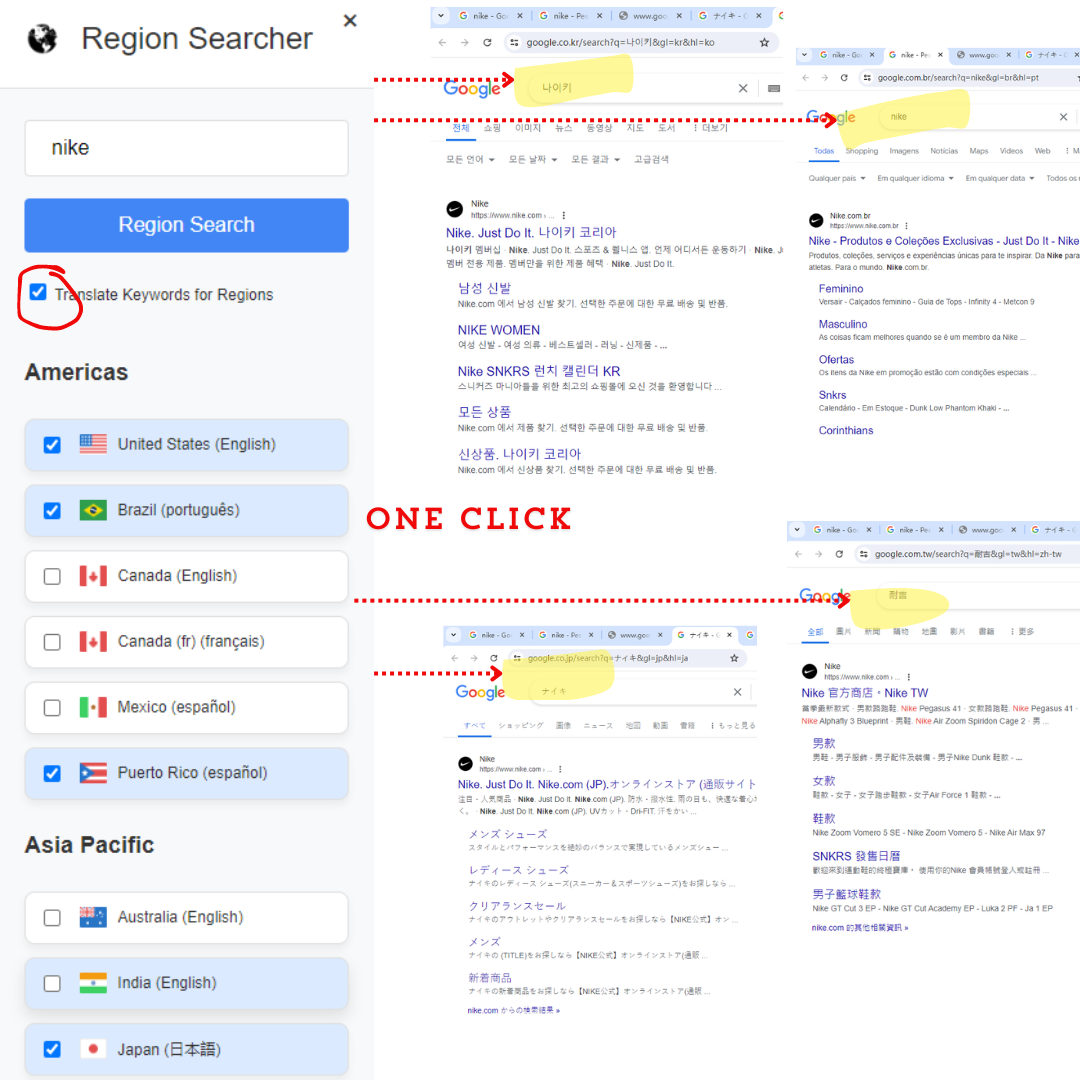 Region Searcher
nike
Region Search
Translate Keywords for Regions
Americas
United States (English)
Brazil (português)
Canada (English)
Canada (fr) (français)
Mexico (español)
Puerto Rico (español)
Asia Pacific
Australia (English)
India (English)
Japan (日本語)
ONE CLICK
nike - Goo
nike - Pes
www.goo
ナイキ - G
google.co.kr/search?q=나이키&gl=kr&hl=ko
Google
나이키
전체 쇼핑 이미지 뉴스 동영상 지도 도서 더보기
모든 언어 모든 날짜 모든 결과 고급검색
Nike
https://www.nike.com › ...
Nike. Just Do It. 나이키 코리아
나이키 멤버십 · Nike. Just Do It. 스포츠 & 웰니스 앱. 언제 어디서든 운동하기 · Nike. J
멤버 전용 제품. 멤버만을 위한 제품 혜택 · Nike. Just Do It.
남성 신발
Nike.com 에서 남성 신발 찾기. 선택한 주문에 대한 무료 배송 및 반품.
NIKE WOMEN
여성 신발 - 여성 의류 - 베스트셀러 - 러닝 - 신제품 - ...
Nike SNKRS 런치 캘린더 KR
스니커즈 마니아들을 위한 최고의 쇼핑몰에 오신 것을 환영합니다 ...
모든 상품
Nike.com 에서 제품 찾기. 선택한 주문에 대한 무료 배송 및 반품.
신상품. 나이키 코리아
Nike.com 에서 신상품 찾기. 선택한 주문에 대한 무료 배송 및 반품.
nike - Goo
nike - Pes
www.goo
ナイキ - G
google.com.br/search?q=nike&gl=br&hl=pt
Google
nike
Todas Shopping Imagens Notícias Maps Vídeos Web
Qualquer país Em qualquer idioma Em qualquer data Todos os
Nike.com.br
https://www.nike.com.br
Nike - Produtos e Coleções Exclusivas - Just Do It - Nike
Produtos, coleções, serviços e experiências únicas para te inspirar. Da Nike para
atletas. Para o mundo. Nike.com.br.
Feminino
Versair - Calçados feminino - Guia de Tops - Infinity 4 - Metcon 9
Masculino
As coisas ficam melhores quando se é um membro da Nike ...
Ofertas
Os itens da Nike em promoção estão com condições especiais ...
Snkrs
Calendário - Em Estoque - Dunk Low Phantom Khaki - ...
Corinthians
nike - Goo
nike - Pes
www.goo
ナイキ - G
google.co.jp/search?q=ナイキ&gl=jp&hl=ja
Google
ナイキ
すべて ショッピング 画像 ニュース 地図 動画 書籍 もっと見る
Nike
https://www.nike.com › ...
Nike. Just Do It. Nike.com (JP).オンラインストア (通販サイト
注目・人気商品 · Nike. Just Do It. Nike.com (JP). 防水・撥水性. 雨の日も、快適な着心
く。 · Nike. Just Do It. Nike.com (JP). UVカット・Dri-FIT. 汗をかい ...
メンズ シューズ
スタイルとパフォーマンスを絶妙のバランスで実現しているメンズシュー ...
レディース シューズ
ナイキのレディース シューズ(スニーカー＆スポーツシューズ)をお探しなら ...
クリアランスセール
ナイキのアウトレットやクリアランスセールをお探しなら【NIKE公式】オン ...
メンズ
ナイキの (TITLE)をお探しなら【NIKE公式】オンラインストア(通販 ...
新着商品
ナイキの新着商品をお探しなら【NIKE公式】オンラインストア(通販 ...
nike.com からの検索結果 »
nike - Goo
nike - Pes
www.goo
ナイキ - G
google.com.tw/search?q=耐吉&gl=tw&hl=zh-tw
Google
耐吉
全部 圖片 新聞 購物 地圖 影片 書籍 更多
Nike
https://www.nike.com › ...
Nike 官方商店。Nike TW
當季最新款式 · 男款路跑鞋. Nike Pegasus 41 · 女款路跑鞋. Nike Pegasus 41 ·
Nike Alphafly 3 Blueprint · 男鞋. Nike Air Zoom Spiridon Cage 2 · 男 ...
男款
男鞋 - 男子服飾 - 男子配件及裝備 - 男子Nike Dunk 鞋款 - ...
女款
鞋款 - 女子 - 女子跑步鞋款 - 女子Air Force 1 鞋款 - ...
鞋款
Nike Zoom Vomero 5 SE - Nike Zoom Vomero 5 - Nike Air Max 97
SNKRS 發售日曆
歡迎來到運動鞋的終極寶庫。 使用你的Nike 會員帳號登入或註冊 ...
男子籃球鞋款
Nike GT Cut 3 EP - Nike GT Cut Academy EP - Luka 2 PF - Ja 1 EP
nike.com 的其他相關資訊 »